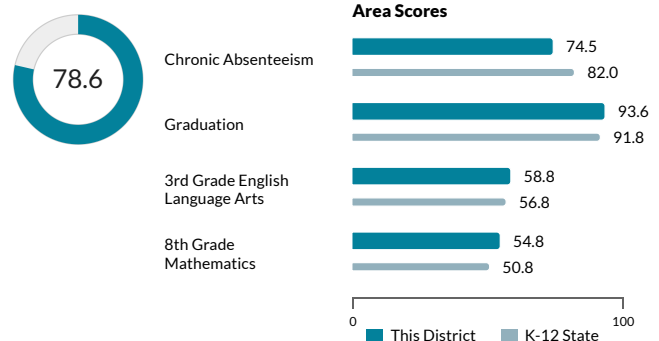 Area Scores
78.6
Chronic Absenteeism
74.5
82.0
Graduation
93.6
91.8
3rd Grade English
Language Arts
58.8
56.8
8th Grade
Mathematics
54.8
50.8
0 100
This District K-12 State